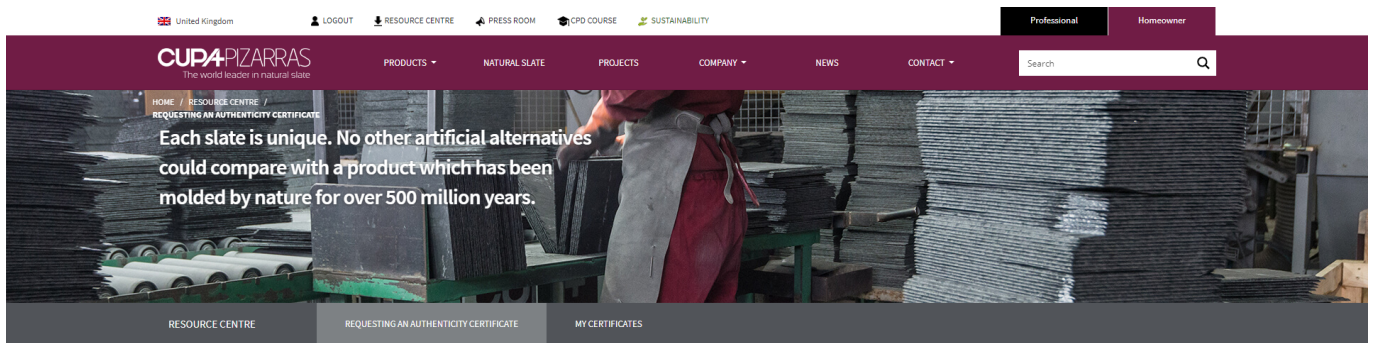 United Kingdom
LOGOUT
RESOURCE CENTRE
PRESS ROOM
CPD COURSE
SUSTAINABILITY
Professional
Homeowner
CUPA PIZARRAS
The world leader in natural slate
PRODUCTS
NATURAL SLATE
PROJECTS
COMPANY
NEWS
CONTACT
Search
HOME / RESOURCE CENTRE /
REQUESTING AN AUTHENTICITY CERTIFICATE
Each slate is unique. No other artificial alternatives
could compare with a product which has been
molded by nature for over 500 million years.
RESOURCE CENTRE
REQUESTING AN AUTHENTICITY CERTIFICATE
MY CERTIFICATES